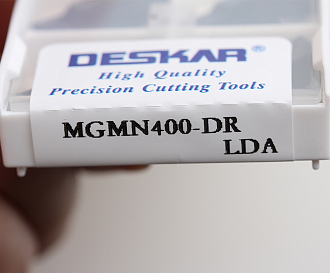 DESKAR®
High Quality
Precision Cutting Tools
MGMN400-DR
LDA